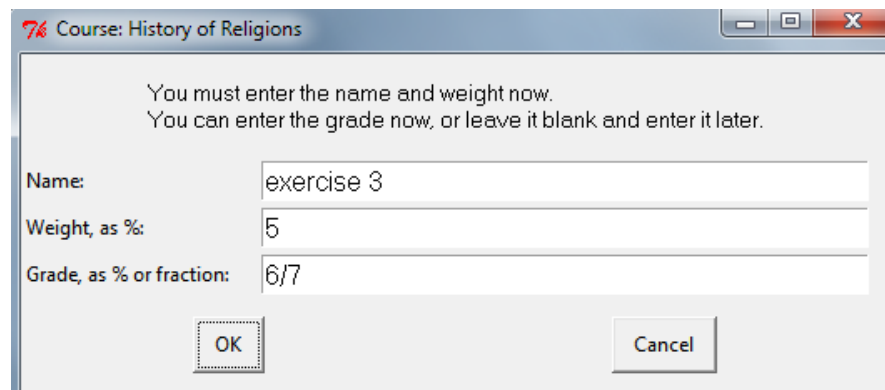 Course: History of Religions
You must enter the name and weight now.
You can enter the grade now, or leave it blank and enter it later.
Name:
exercise 3
Weight, as %:
5
Grade, as % or fraction:
6/7
OK
Cancel